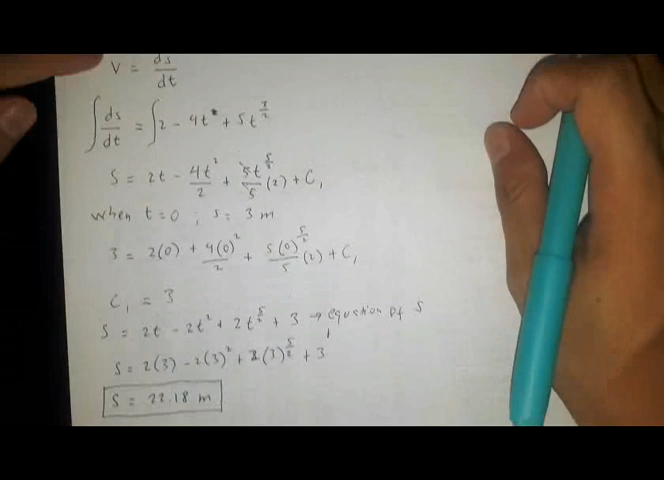 V = ds/dt
∫ ds/dt = ∫ 2 - 4t + 5t^(3/2)
S = 2t - 4t²/2 + 5t^(5/2)/5 (2) + C₁
when t=0 ; s= 3 m
3 = 2(0) + 4(0)²/2 + 5(0)^(5/2)/5 (2) + C₁
C₁ = 3
S = 2t - 2t² + 2t^(5/2) + 3 → equation of S
S = 2(3) - 2(3)² + 2(3)^(5/2) + 3
S = 22.18 m